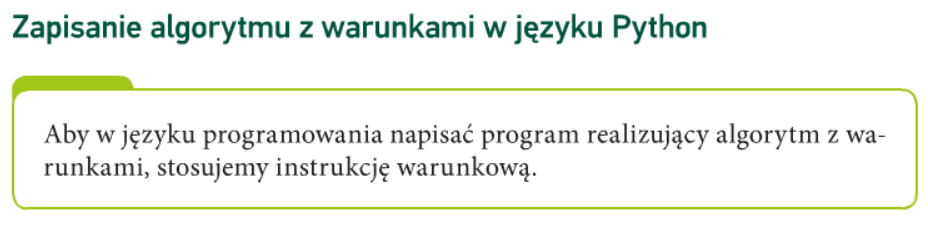 Zapisanie algorytmu z warunkami w języku Python
Aby w języku programowania napisać program realizujący algorytm z wa-
runkami, stosujemy instrukcję warunkową.